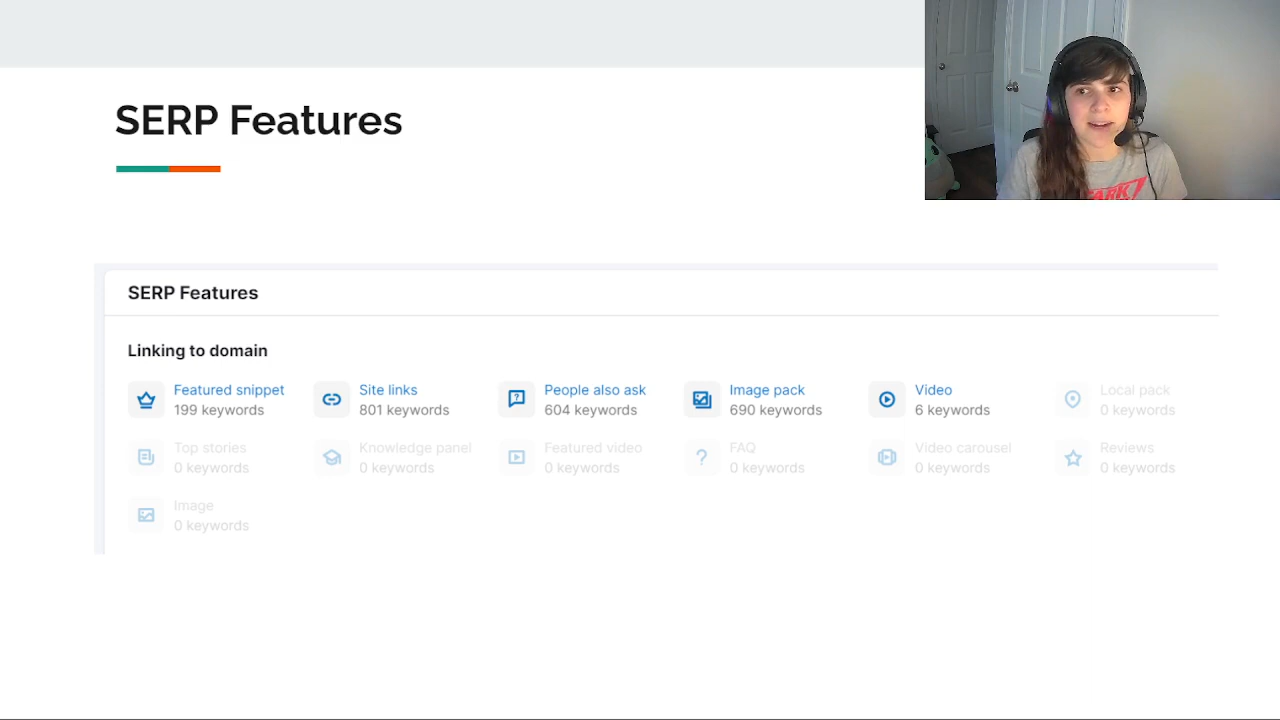 SERP Features
SERP Features
Linking to domain
Featured snippet
199 keywords
Site links
801 keywords
People also ask
604 keywords
Image pack
690 keywords
Video
6 keywords
Local pack
0 keywords
Top stories
0 keywords
Knowledge panel
0 keywords
Featured video
0 keywords
FAQ
0 keywords
Video carousel
0 keywords
Reviews
0 keywords
Image
0 keywords